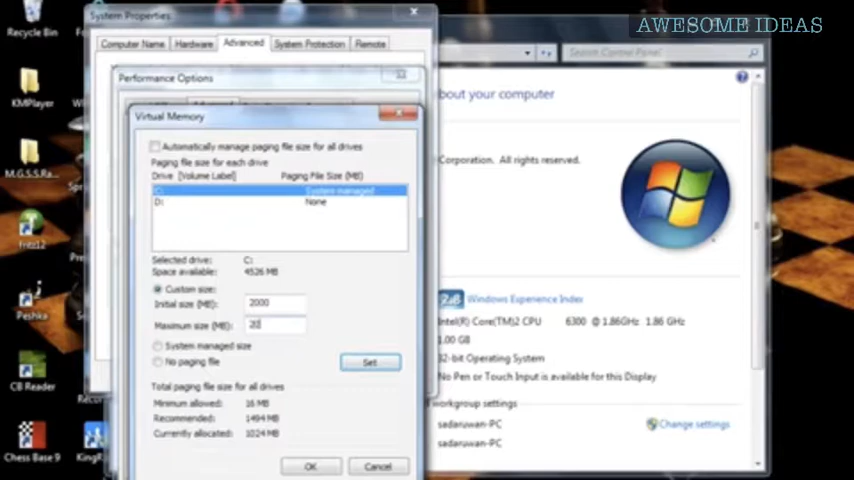 AWESOME IDEAS
Recycle Bin
KMPlayer
M.G.S.S.Ra...
fritz12
Peshka
CB Reader
Chess Base 9
System Properties
Computer Name
Hardware
Advanced
System Protection
Remote
Performance Options
Virtual Memory
Automatically manage paging file size for all drives
Paging file size for each drive
Drive [Volume Label] Paging File Size (MB)
C: System managed
D: None
Selected drive: C:
Space available: 4526 MB
Custom size:
Initial size (MB): 2000
Maximum size (MB): 20
System managed size
No paging file
Set
Total paging file size for all drives
Minimum allowed: 16 MB
Recommended: 1494 MB
Currently allocated: 1024 MB
OK
Cancel
Search Control Panel
bout your computer
Corporation. All rights reserved.
Windows Experience Index
Intel(R) Core(TM)2 CPU 6300 @ 1.86GHz 1.86 GHz
1.00 GB
32-bit Operating System
No Pen or Touch Input is available for this Display
workgroup settings
sadaruwan-PC
Change settings
sadaruwan-PC